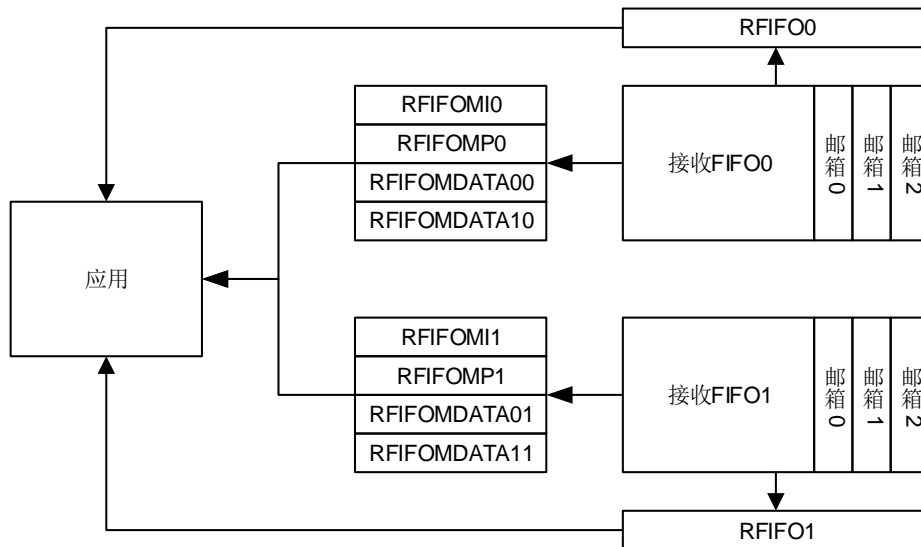 RFIFO0
RFIFOMI0
RFIFOMP0
RFIFOMDATA00
RFIFOMDATA10
接收FIFO0
邮箱0
邮箱1
邮箱2
应用
RFIFOMI1
RFIFOMP1
RFIFOMDATA01
RFIFOMDATA11
接收FIFO1
邮箱0
邮箱1
邮箱2
RFIFO1